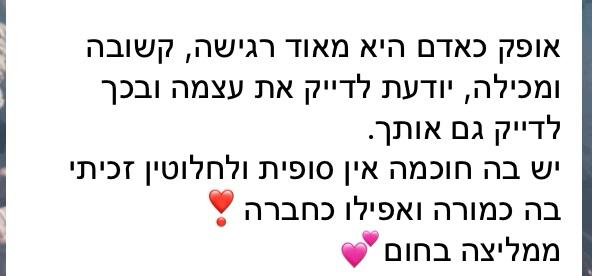 אופק כאדם היא מאוד רגישה, קשובה
ומכילה, יודעת לדייק את עצמה ובכך
לדייק גם אותך.
יש בה חוכמה אין סופית ולחלוטין זכיתי
בה כמורה ואפילו כחברה❣️
ממליצה בחום💕